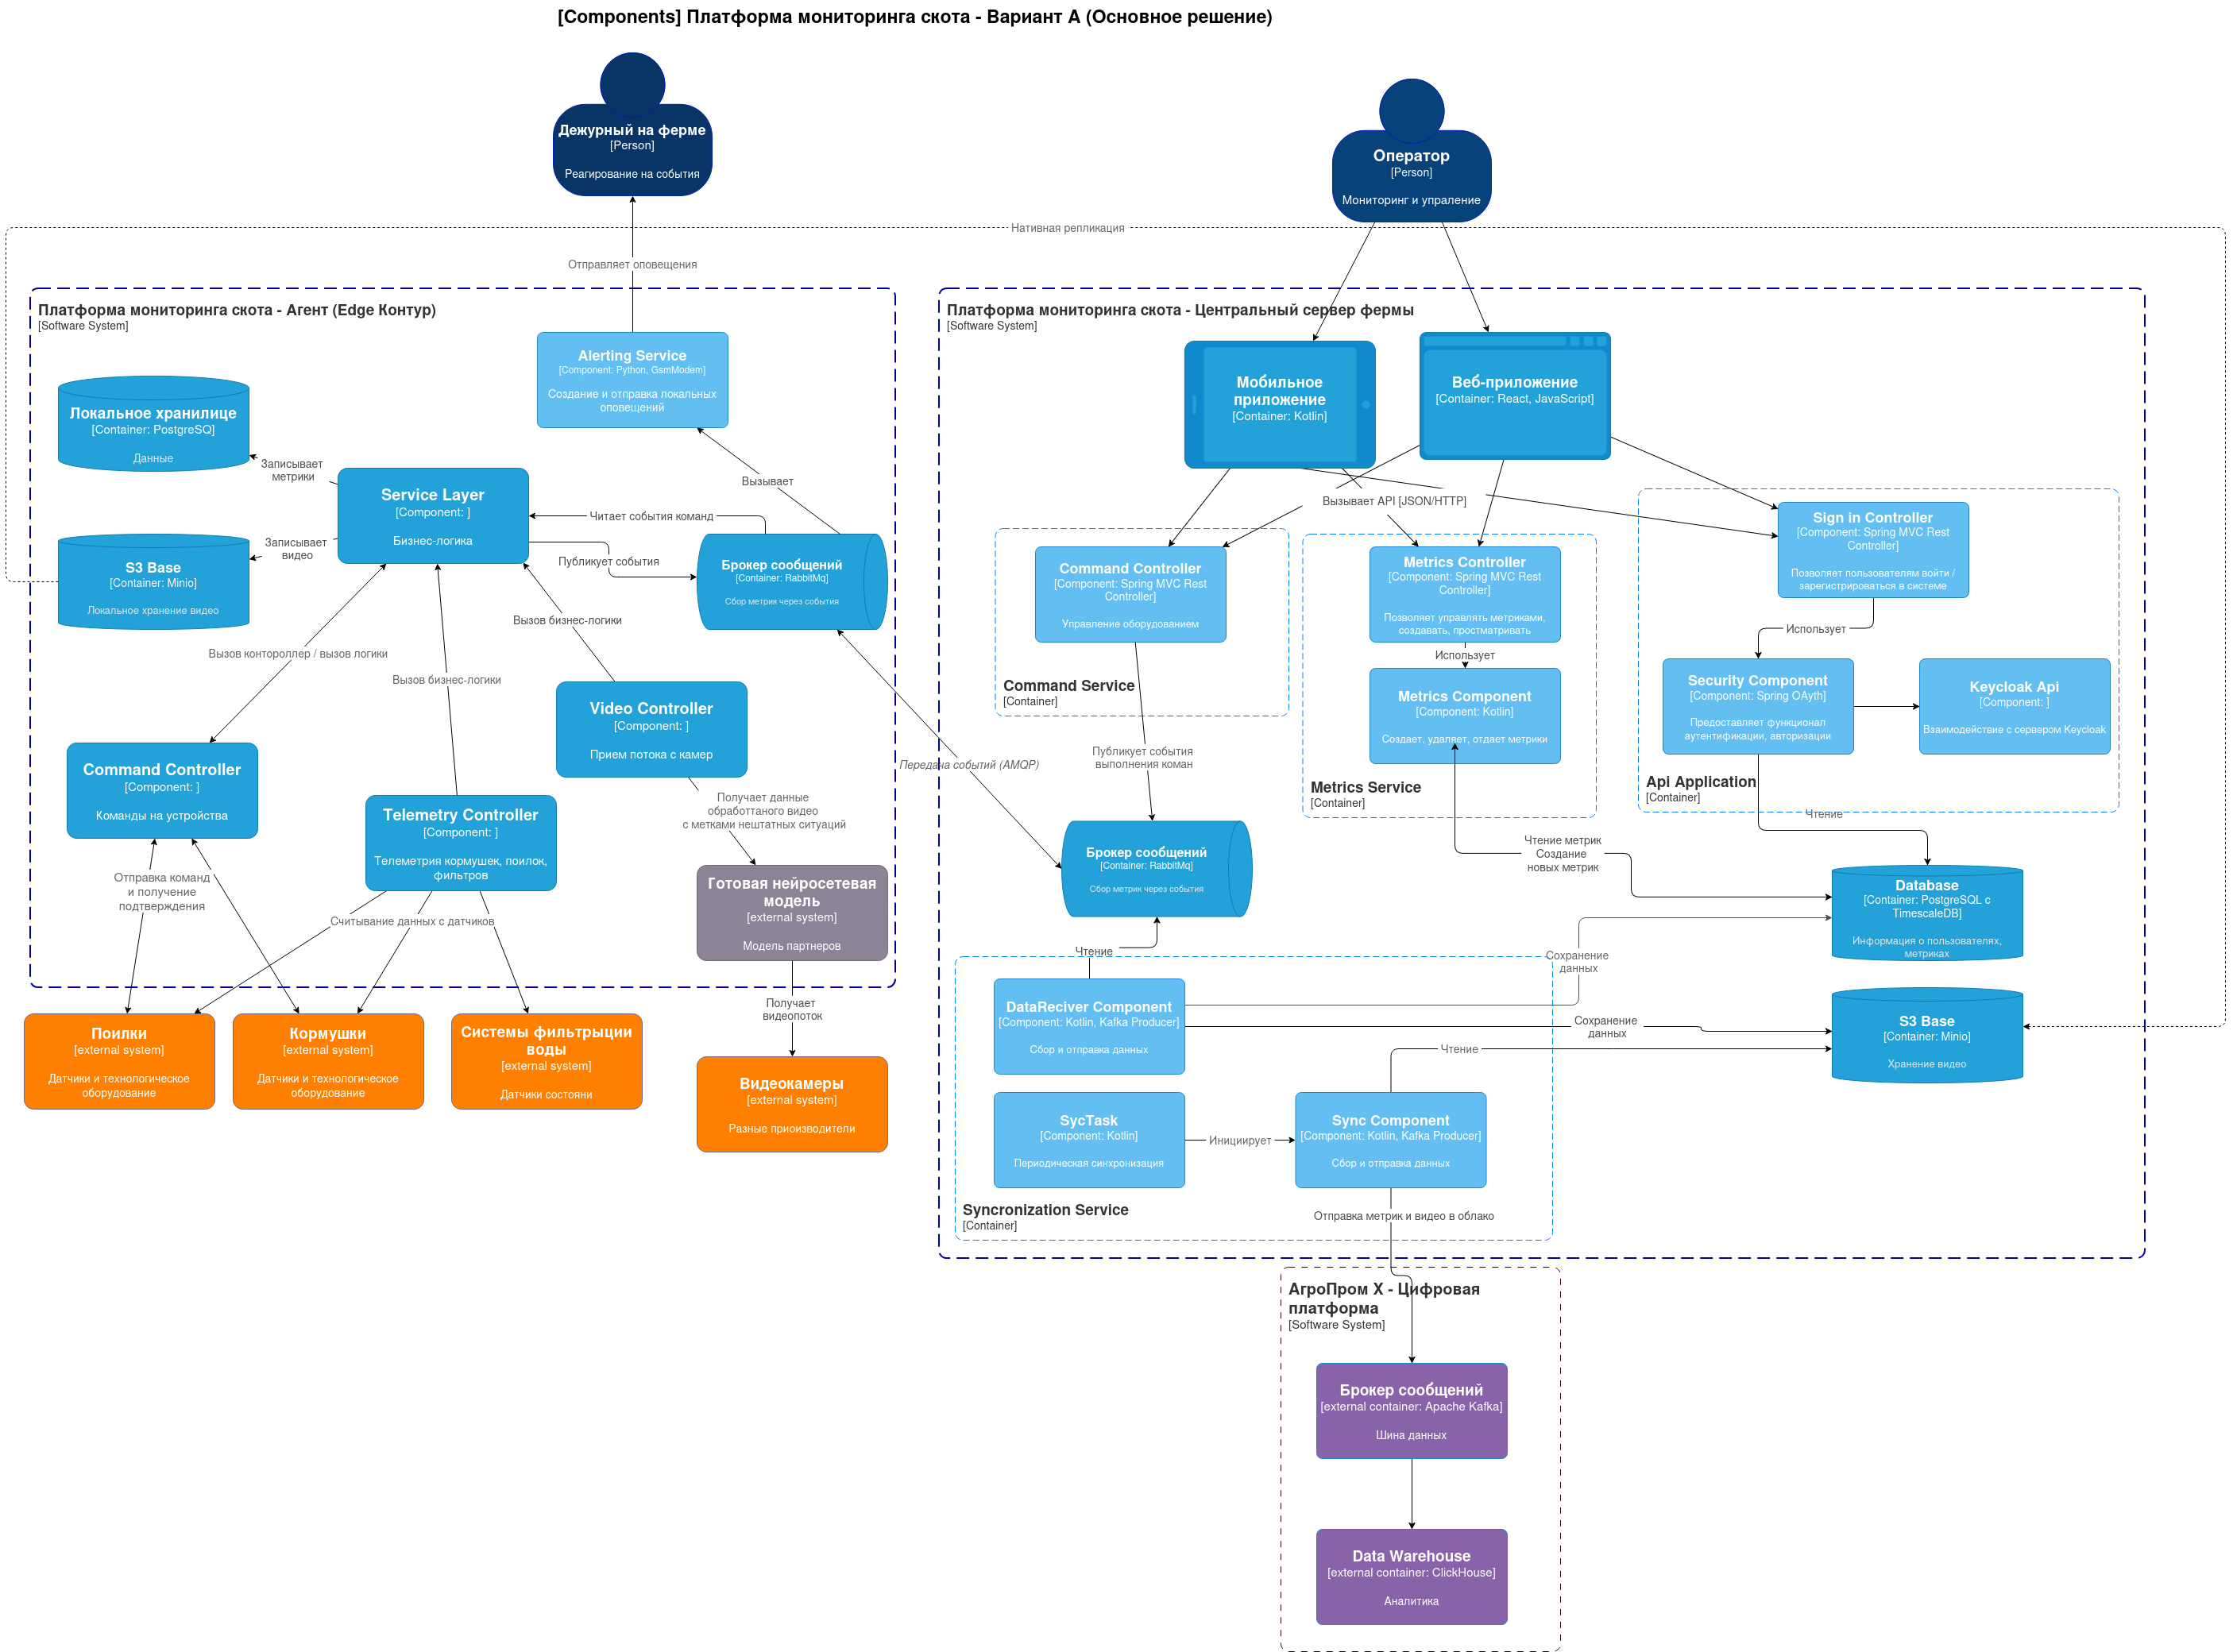 [Components] Платформа мониторинга скота - Вариант А (Основное решение)
Дежурный на ферме
[Person]
Реагирование на события
Оператор
[Person]
Мониторинг и упраление
Нативная репликация
Отправляет оповещения
Платформа мониторинга скота - Агент (Edge Контур)
[Software System]
Alerting Service
[Component: Python, GsmModem]
Создание и отправка локальных
оповещений
Локальное хранилице
[Container: PostgreSQ]
Данные
Записывает
метрики
Service Layer
[Component: ]
Бизнес-логика
Вызывает
Читает события команд
Публикует события
S3 Base
[Container: Minio]
Локальное хранение видео
Записывает
видео
Брокер сообщений
[Container: RabbitMq]
Сбор метрик через события
Вызов бизнес-логики
Вызов контороллер / вызов логики
Вызов бизнес-логики
Video Controller
[Component: ]
Прием потока с камер
Command Controller
[Component: ]
Команды на устройства
Telemetry Controller
[Component: ]
Телеметрия кормушек, поилок,
фильтров
Получает данные
обработтаного видео
с метками нештатных ситуаций
Отправка команд
и получение
подтверждения
Считывание данных с датчиков
Готовая нейросетевая
модель
[external system]
Модель партнеров
Получает
видеопоток
Поилки
[external system]
Датчики и технологическое
оборудование
Кормушки
[external system]
Датчики и технологическое
оборудование
Системы фильтрыции
воды
[external system]
Датчики состояни
Видеокамеры
[external system]
Разные приоизводители
Передача событий (AMQP)
Платформа мониторинга скота - Центральный сервер фермы
[Software System]
Мобильное
приложение
[Container: Kotlin]
Веб-приложение
[Container: React, JavaScript]
Вызывает API [JSON/HTTP]
Command Controller
[Component: Spring MVC Rest
Controller]
Управление оборудованием
Command Service
[Container]
Metrics Controller
[Component: Spring MVC Rest
Controller]
Позволяет управлять метриками,
создавать, простматривать
Использует
Metrics Component
[Component: Kotlin]
Создает, удаляет, отдает метрики
Metrics Service
[Container]
Sign in Controller
[Component: Spring MVC Rest
Controller]
Позволяет пользователям войти /
зарегистрироваться в системе
Использует
Security Component
[Component: Spring OAyth]
Предоставляет функционал
аутентификации, авторизации
Keycloak Api
[Component: ]
Взаимодействие с сервером Keycloak
Api Application
[Container]
Чтение
Публикует события
выполнения коман
Брокер сообщений
[Container: RabbitMq]
Сбор метрик через события
Чтение метрик
Создание
новых метрик
Database
[Container: PostgreSQL с
TimescaleDB]
Информация о пользователях,
метриках
Чтение
Сохранение
данных
DataReciver Component
[Component: Kotlin, Kafka Producer]
Сбор и отправка данных
Сохранение
данных
S3 Base
[Container: Minio]
Хранение видео
Чтение
SycTask
[Component: Kotlin]
Периодическая синхронизация
Инициирует
Sync Component
[Component: Kotlin, Kafka Producer]
Сбор и отправка данных
Syncronization Service
[Container]
Отправка метрик и видео в облако
АгроПром Х - Цифровая
платформа
[Software System]
Брокер сообщений
[external container: Apache Kafka]
Шина данных
Data Warehouse
[external container: ClickHouse]
Аналитика